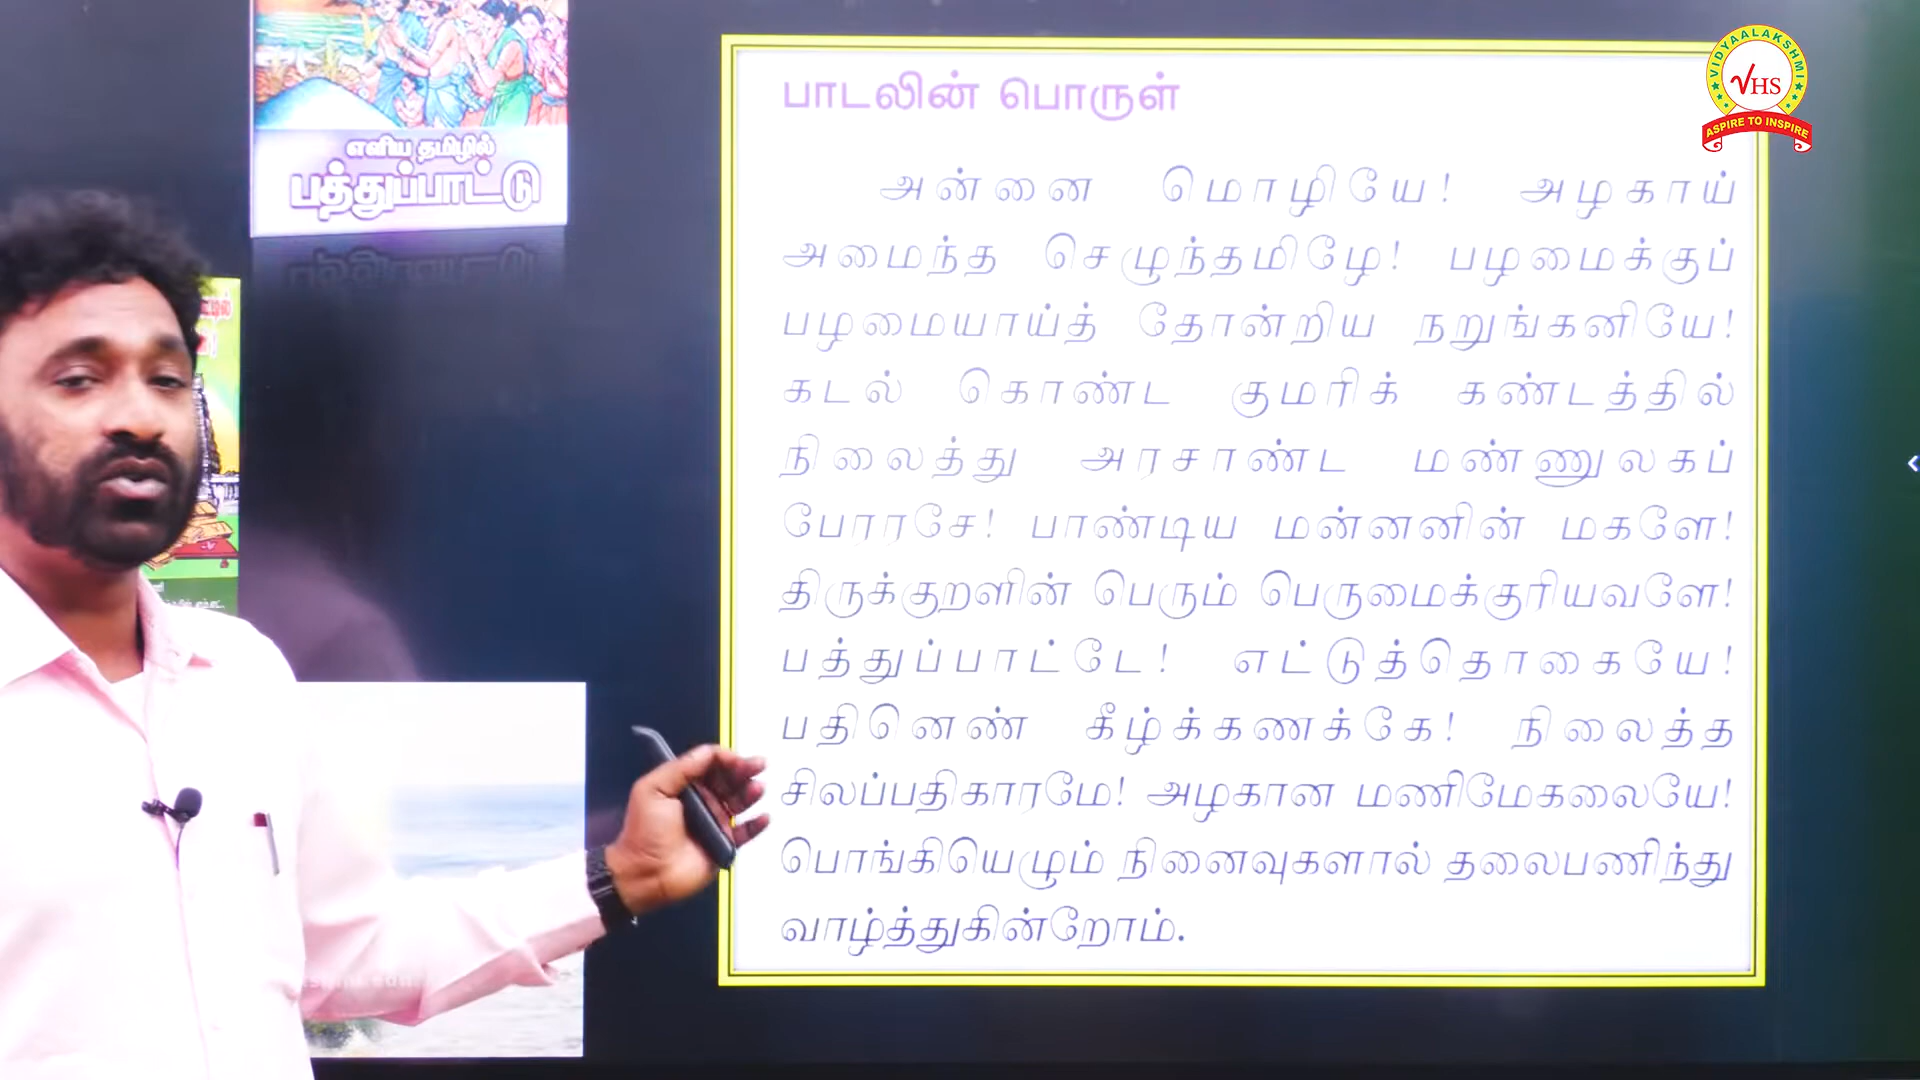 எளிய தமிழில்
பத்துப்பாட்டு
VIDYAALAKSHMI
VHS
ASPIRE TO INSPIRE
பாடலின் பொருள்
அன்னை மொழியே! அழகாய்
அமைந்த செழுந்தமிழே! பழமைக்குப்
பழமையாய்த் தோன்றிய நறுங்கனியே!
கடல் கொண்ட குமரிக் கண்டத்தில்
நிலைத்து அரசாண்ட மண்ணுலகப்
பேரரசே! பாண்டிய மன்னனின் மகளே!
திருக்குறளின் பெரும் பெருமைக்குரியவளே!
பத்துப்பாட்டே! எட்டுத்தொகையே!
பதினெண் கீழ்க்கணக்கே! நிலைத்த
சிலப்பதிகாரமே! அழகான மணிமேகலையே!
பொங்கியெழும் நினைவுகளால் தலைபணிந்து
வாழ்த்துகின்றோம்.